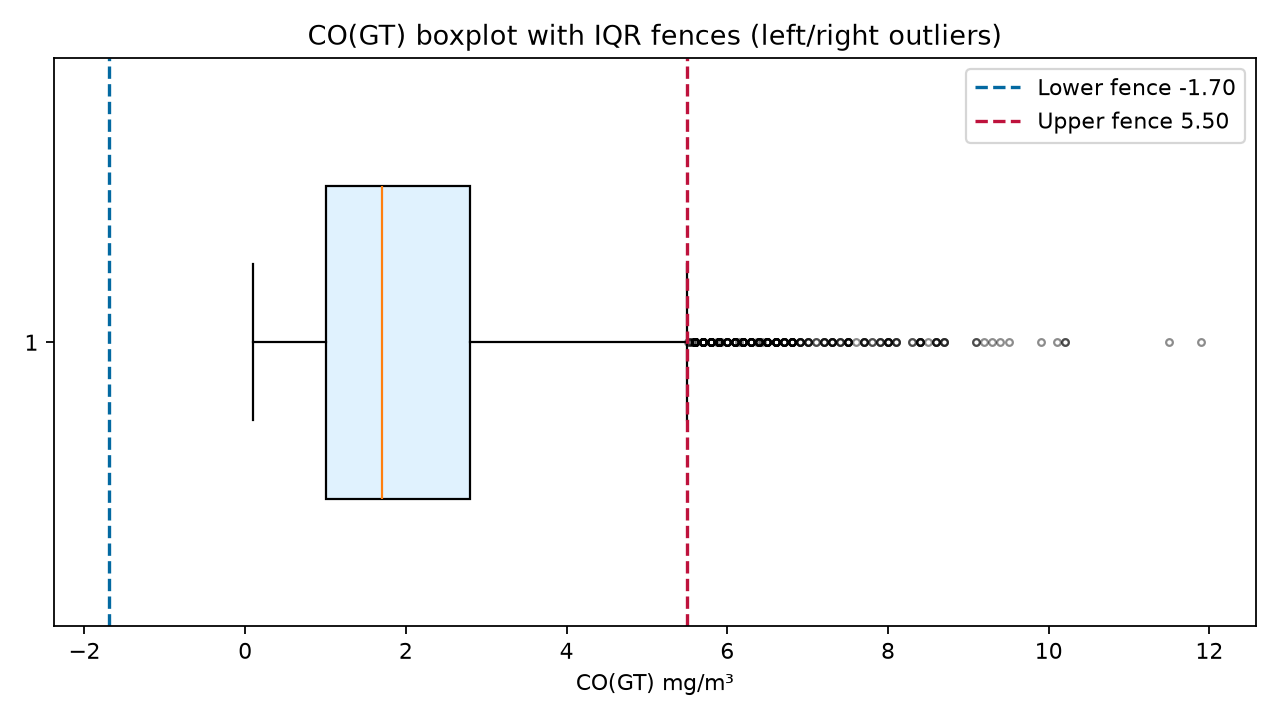 CO(GT) boxplot with IQR fences (left/right outliers)
Lower fence -1.70
Upper fence 5.50
1
−2 0 2 4 6 8 10 12
CO(GT) mg/m³